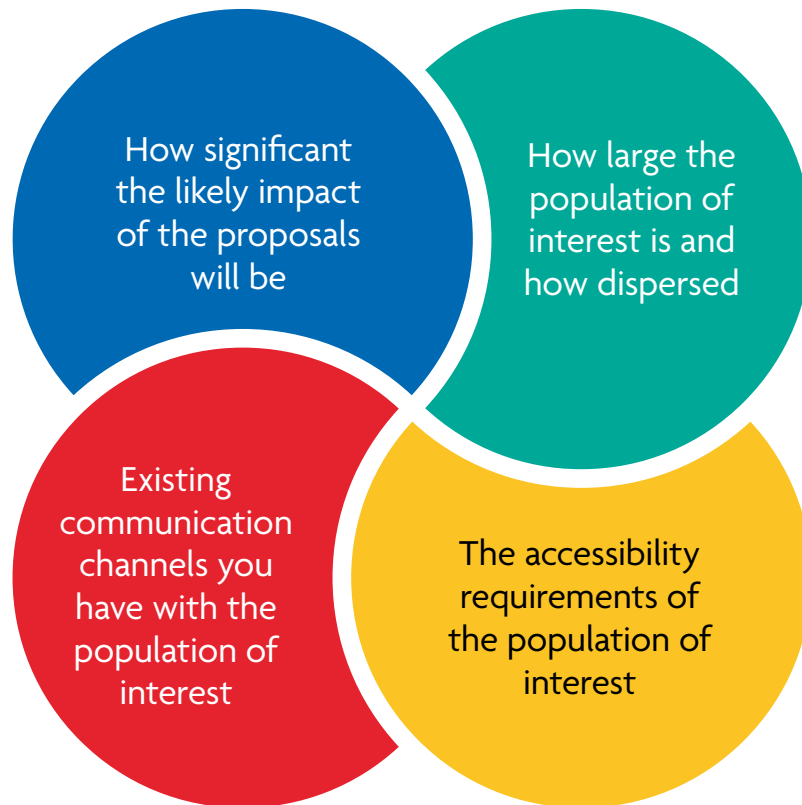 How significant
the likely impact
of the proposals
will be
How large the
population of
interest is and
how dispersed
Existing
communication
channels you
have with the
population of
interest
The accessibility
requirements of
the population of
interest